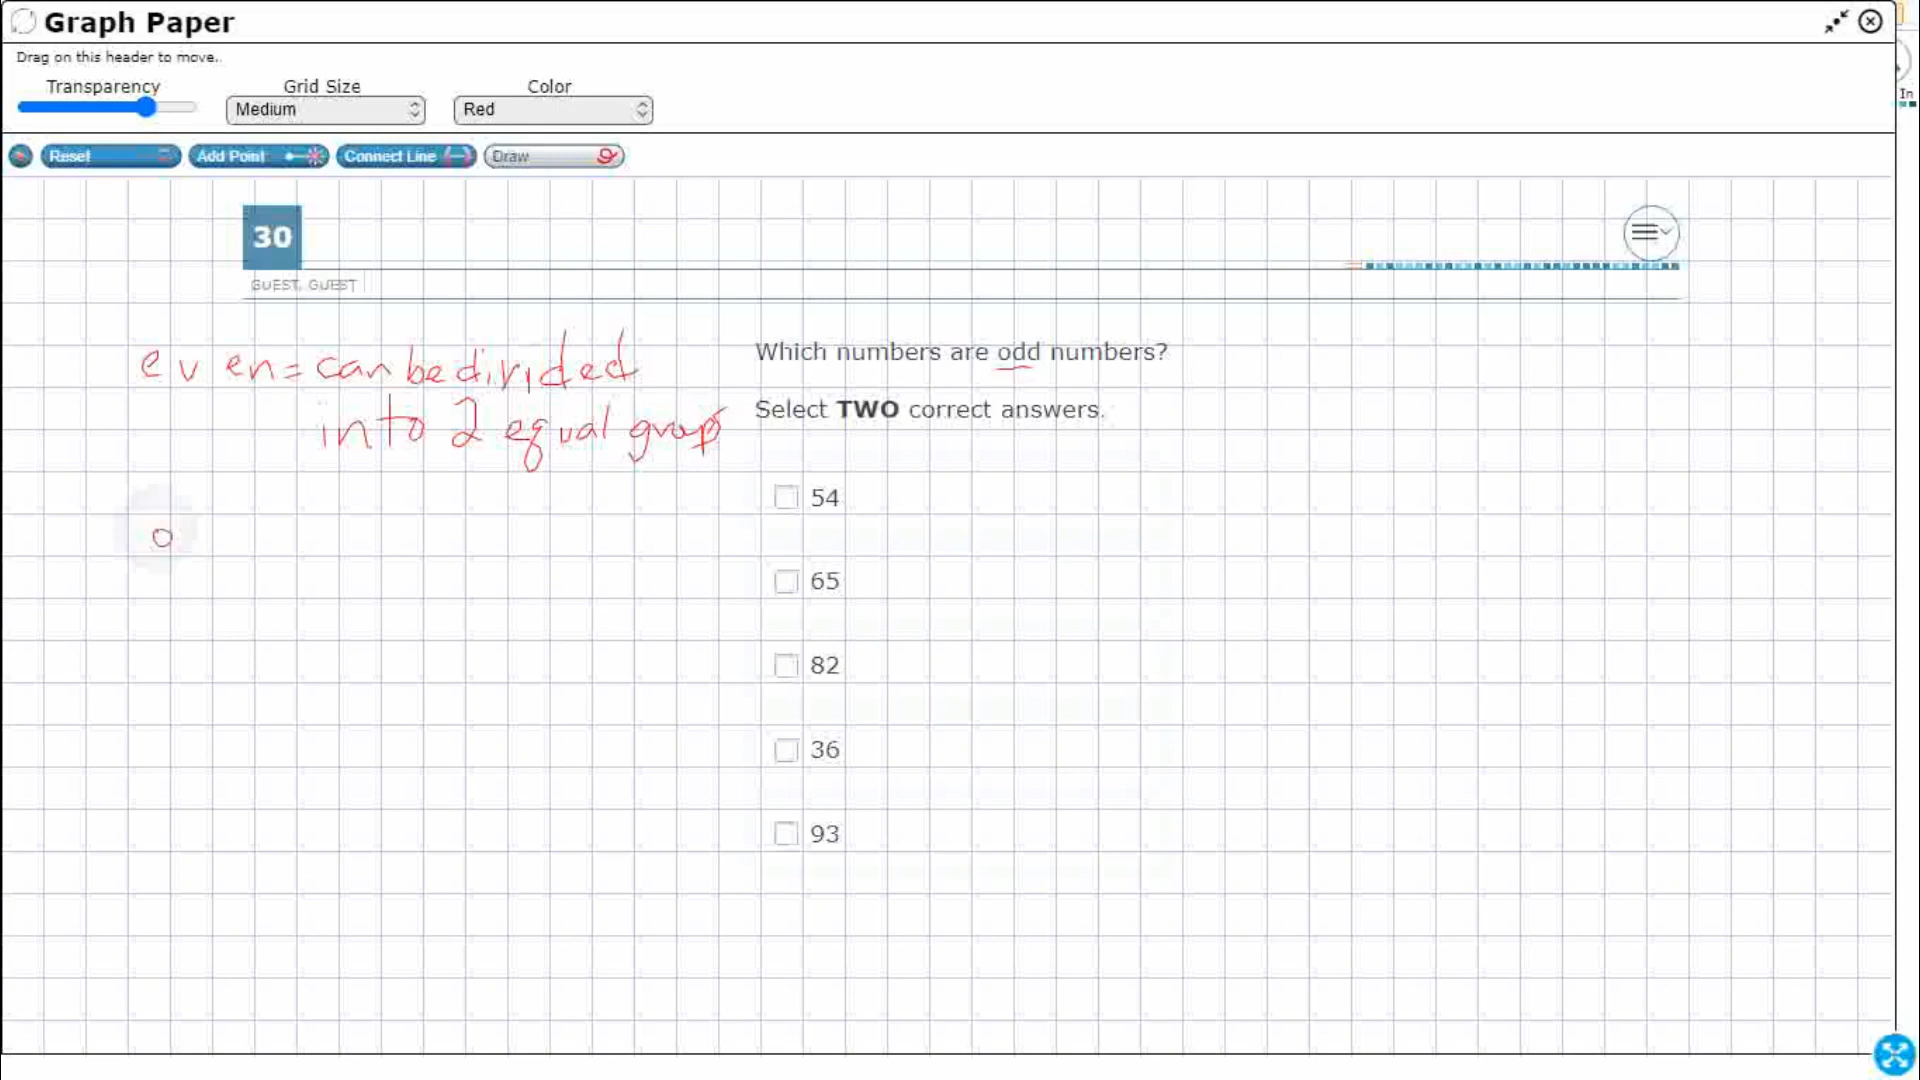 Graph Paper
Drag on this header to move..
Transparency
Grid Size
Color
Medium
Red
In
Reset
Add Point
Connect Line
Draw
30
GUEST, GUEST
even = can be divided
into 2 equal groups
o
Which numbers are odd numbers?
Select TWO correct answers.
54
65
82
36
93